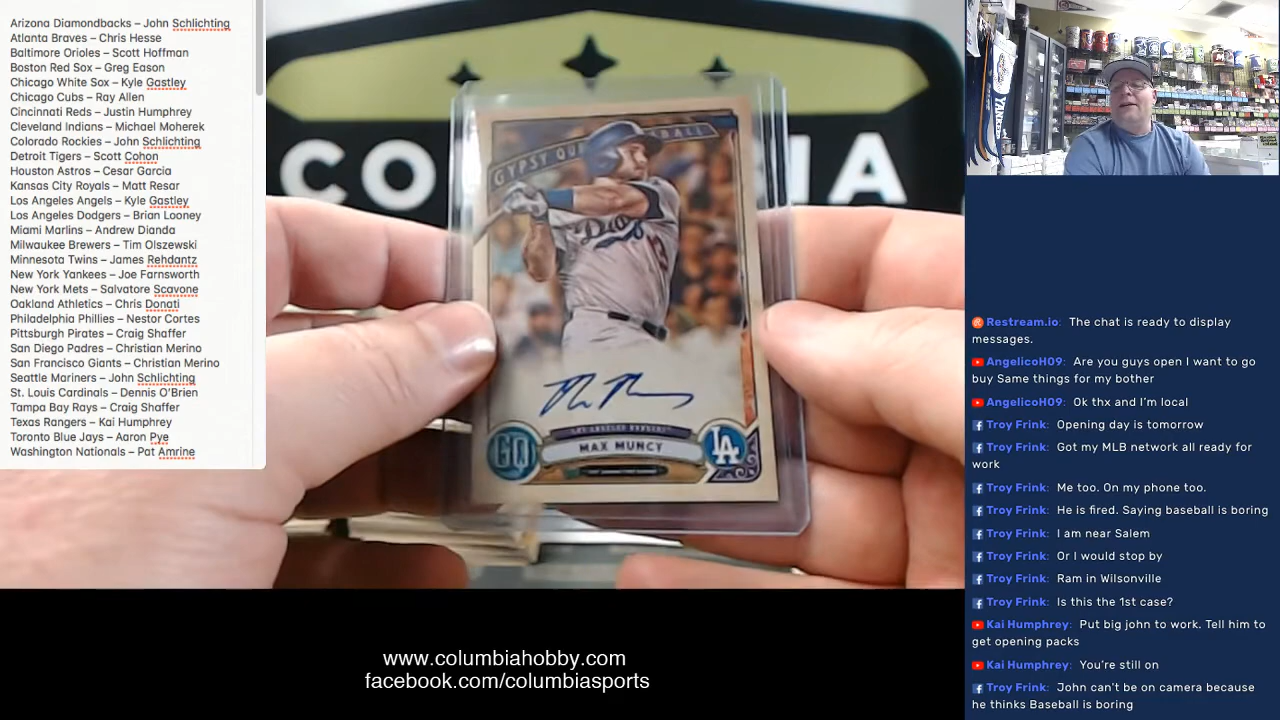 Arizona Diamondbacks – John Schlichting
Atlanta Braves – Chris Hesse
Baltimore Orioles – Scott Hoffman
Boston Red Sox – Greg Eason
Chicago White Sox – Kyle Gastley
Chicago Cubs – Ray Allen
Cincinnati Reds – Justin Humphrey
Cleveland Indians – Michael Moherek
Colorado Rockies – John Schlichting
Detroit Tigers – Scott Cohon
Houston Astros – Cesar Garcia
Kansas City Royals – Matt Resar
Los Angeles Angels – Kyle Gastley
Los Angeles Dodgers – Brian Looney
Miami Marlins – Andrew Dianda
Milwaukee Brewers – Tim Olszewski
Minnesota Twins – James Rehdantz
New York Yankees – Joe Farnsworth
New York Mets – Salvatore Scavone
Oakland Athletics – Chris Donati
Philadelphia Phillies – Nestor Cortes
Pittsburgh Pirates – Craig Shaffer
San Diego Padres – Christian Merino
San Francisco Giants – Christian Merino
Seattle Mariners – John Schlichting
St. Louis Cardinals – Dennis O'Brien
Tampa Bay Rays – Craig Shaffer
Texas Rangers – Kai Humphrey
Toronto Blue Jays – Aaron Pye
Washington Nationals – Pat Amrine
CO
IA
GYPSY
LOS ANGELES DODGERS
MAX MUNCY
GQ
LA
www.columbiahobby.com
facebook.com/columbiasports
Restream.io: The chat is ready to display
messages.
AngelicoH09: Are you guys open I want to go
buy Same things for my bother
AngelicoH09: Ok thx and I'm local
Troy Frink: Opening day is tomorrow
Troy Frink: Got my MLB network all ready for
work
Troy Frink: Me too. On my phone too.
Troy Frink: He is fired. Saying baseball is boring
Troy Frink: I am near Salem
Troy Frink: Or I would stop by
Troy Frink: Ram in Wilsonville
Troy Frink: Is this the 1st case?
Kai Humphrey: Put big john to work. Tell him to
get opening packs
Kai Humphrey: You're still on
Troy Frink: John can't be on camera because
he thinks Baseball is boring